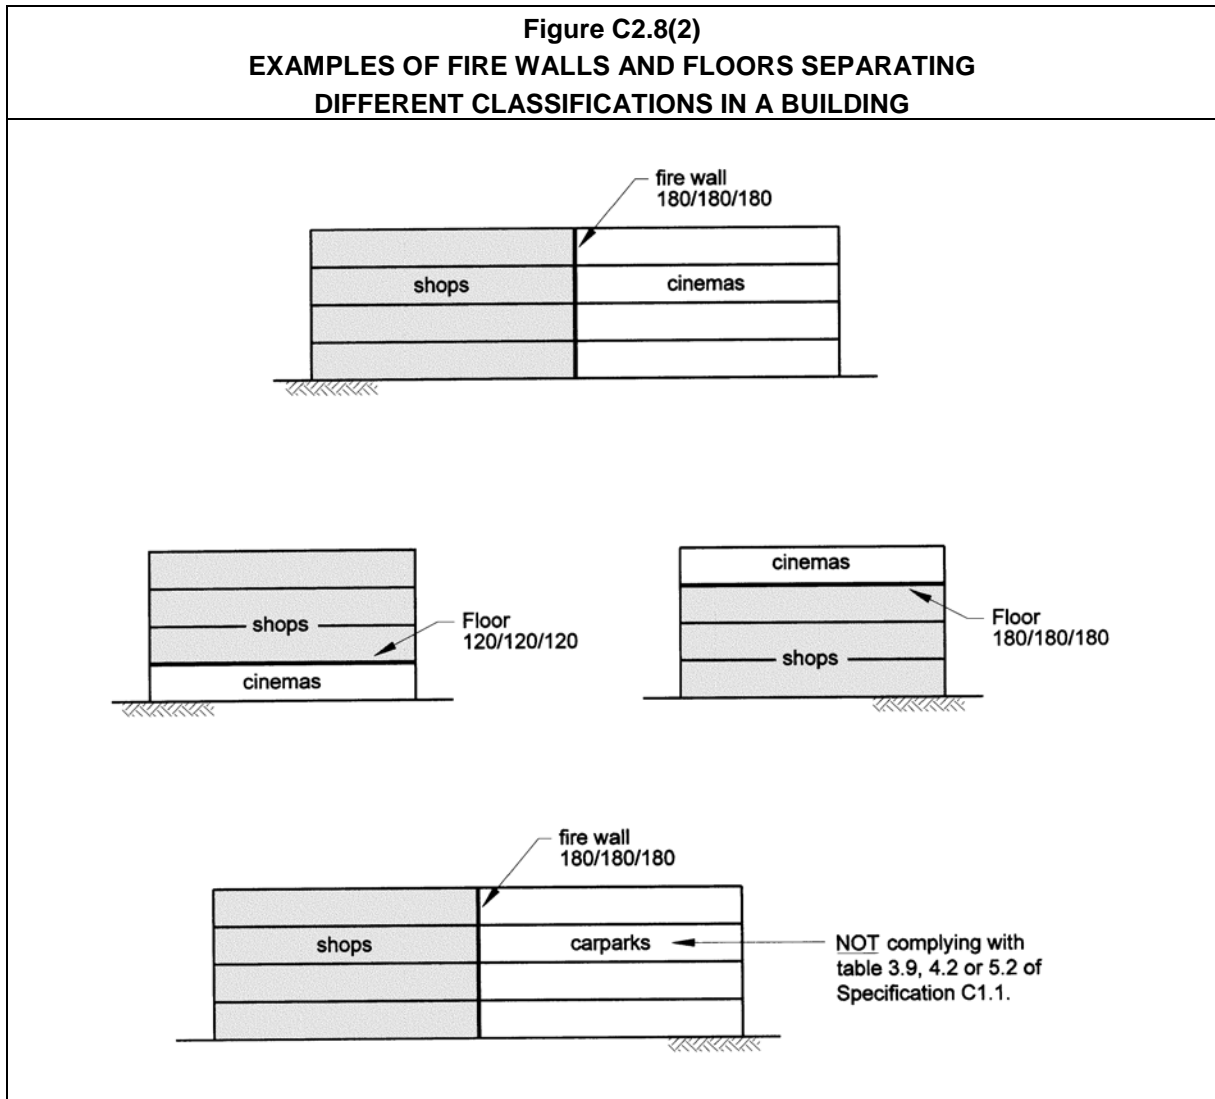 Figure C2.8(2)
EXAMPLES OF FIRE WALLS AND FLOORS SEPARATING
DIFFERENT CLASSIFICATIONS IN A BUILDING
fire wall
180/180/180
shops
cinemas
shops
Floor
120/120/120
cinemas
cinemas
Floor
180/180/180
shops
fire wall
180/180/180
shops
carparks
NOT complying with
table 3.9, 4.2 or 5.2 of
Specification C1.1.